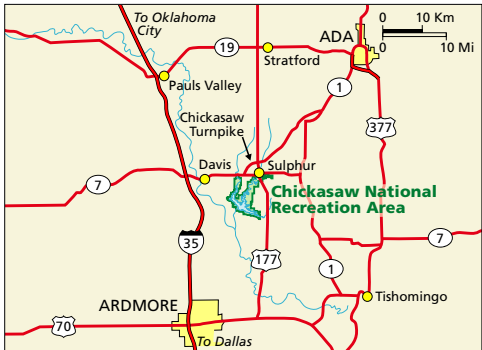 To Oklahoma
City
19
ADA
0 10 Km
0 10 Mi
Stratford
Pauls Valley
1
377
Chickasaw
Turnpike
Davis
Sulphur
7
Chickasaw National
Recreation Area
35
177
7
1
ARDMORE
Tishomingo
70
To Dallas